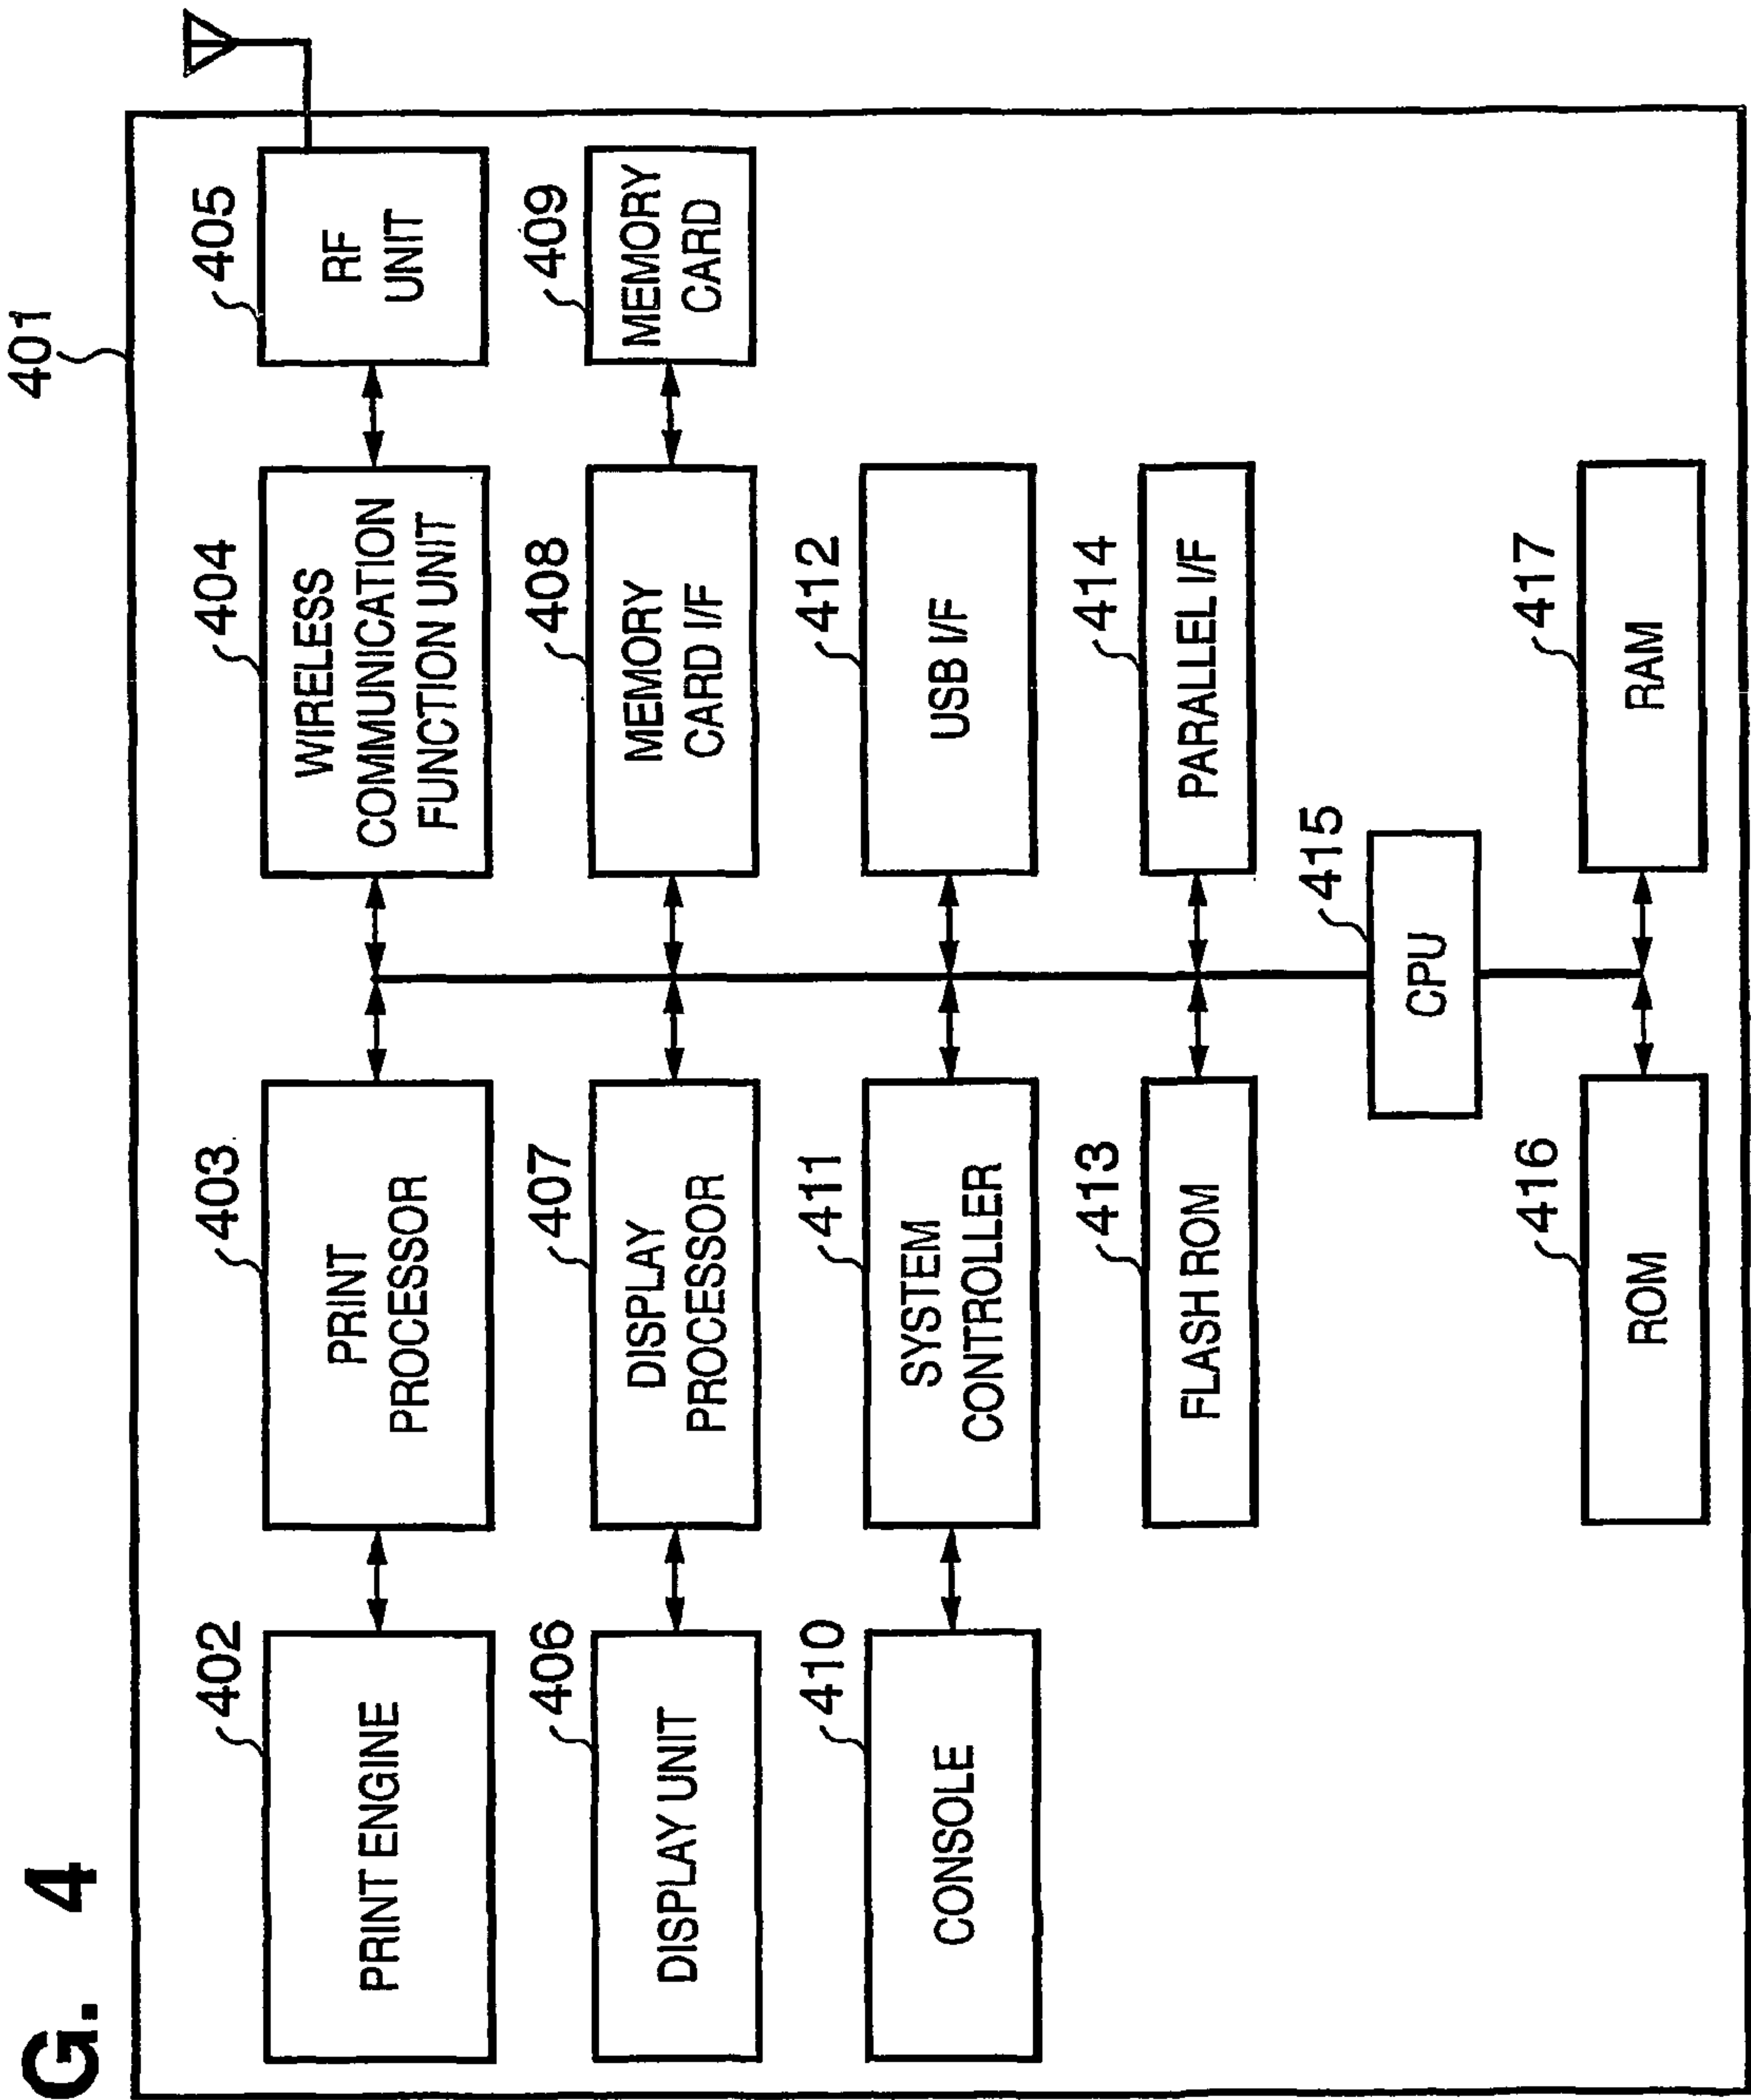 G. 4
401
402
PRINT ENGINE
403
PRINT
PROCESSOR
404
WIRELESS
COMMUNICATION
FUNCTION UNIT
405
RF
UNIT
406
DISPLAY UNIT
407
DISPLAY
PROCESSOR
408
MEMORY
CARD I/F
409
MEMORY
CARD
410
CONSOLE
411
SYSTEM
CONTROLLER
412
USB I/F
413
FLASH ROM
414
PARALLEL I/F
415
CPU
416
ROM
417
RAM